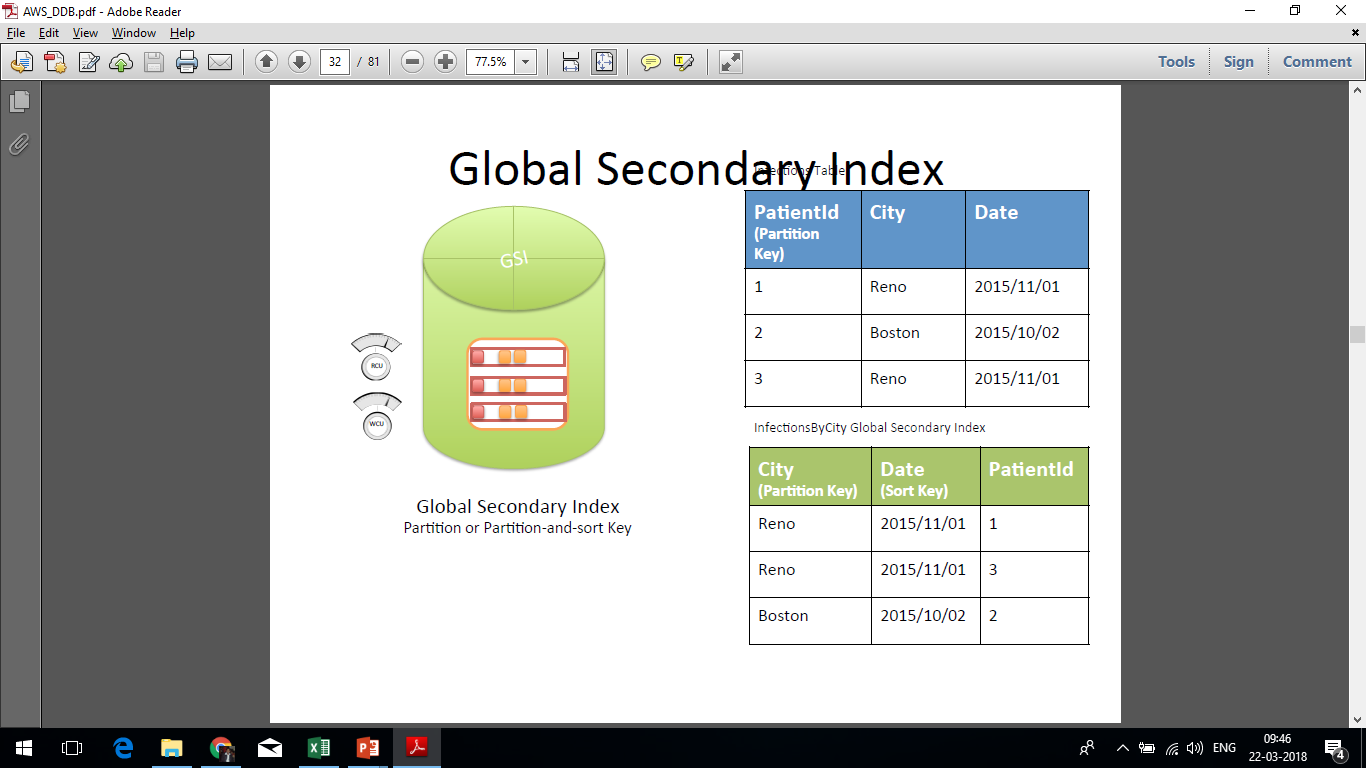 AWS_DDB.pdf - Adobe Reader
File Edit View Window Help
32 / 81 77.5% Tools Sign Comment
Global Secondary Index
Infections Table
PatientId City Date
(Partition
Key)
1 Reno 2015/11/01
2 Boston 2015/10/02
3 Reno 2015/11/01
GSI
RCU
WCU
Global Secondary Index
Partition or Partition-and-sort Key
InfectionsByCity Global Secondary Index
City Date PatientId
(Partition Key) (Sort Key)
Reno 2015/11/01 1
Reno 2015/11/01 3
Boston 2015/10/02 2
ENG 09:46
22-03-2018 4